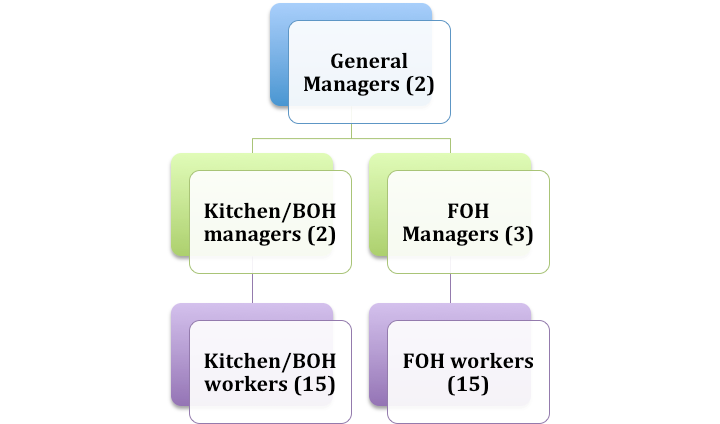 General
Managers (2)
Kitchen/BOH
managers (2)
FOH
Managers (3)
Kitchen/BOH
workers (15)
FOH workers
(15)